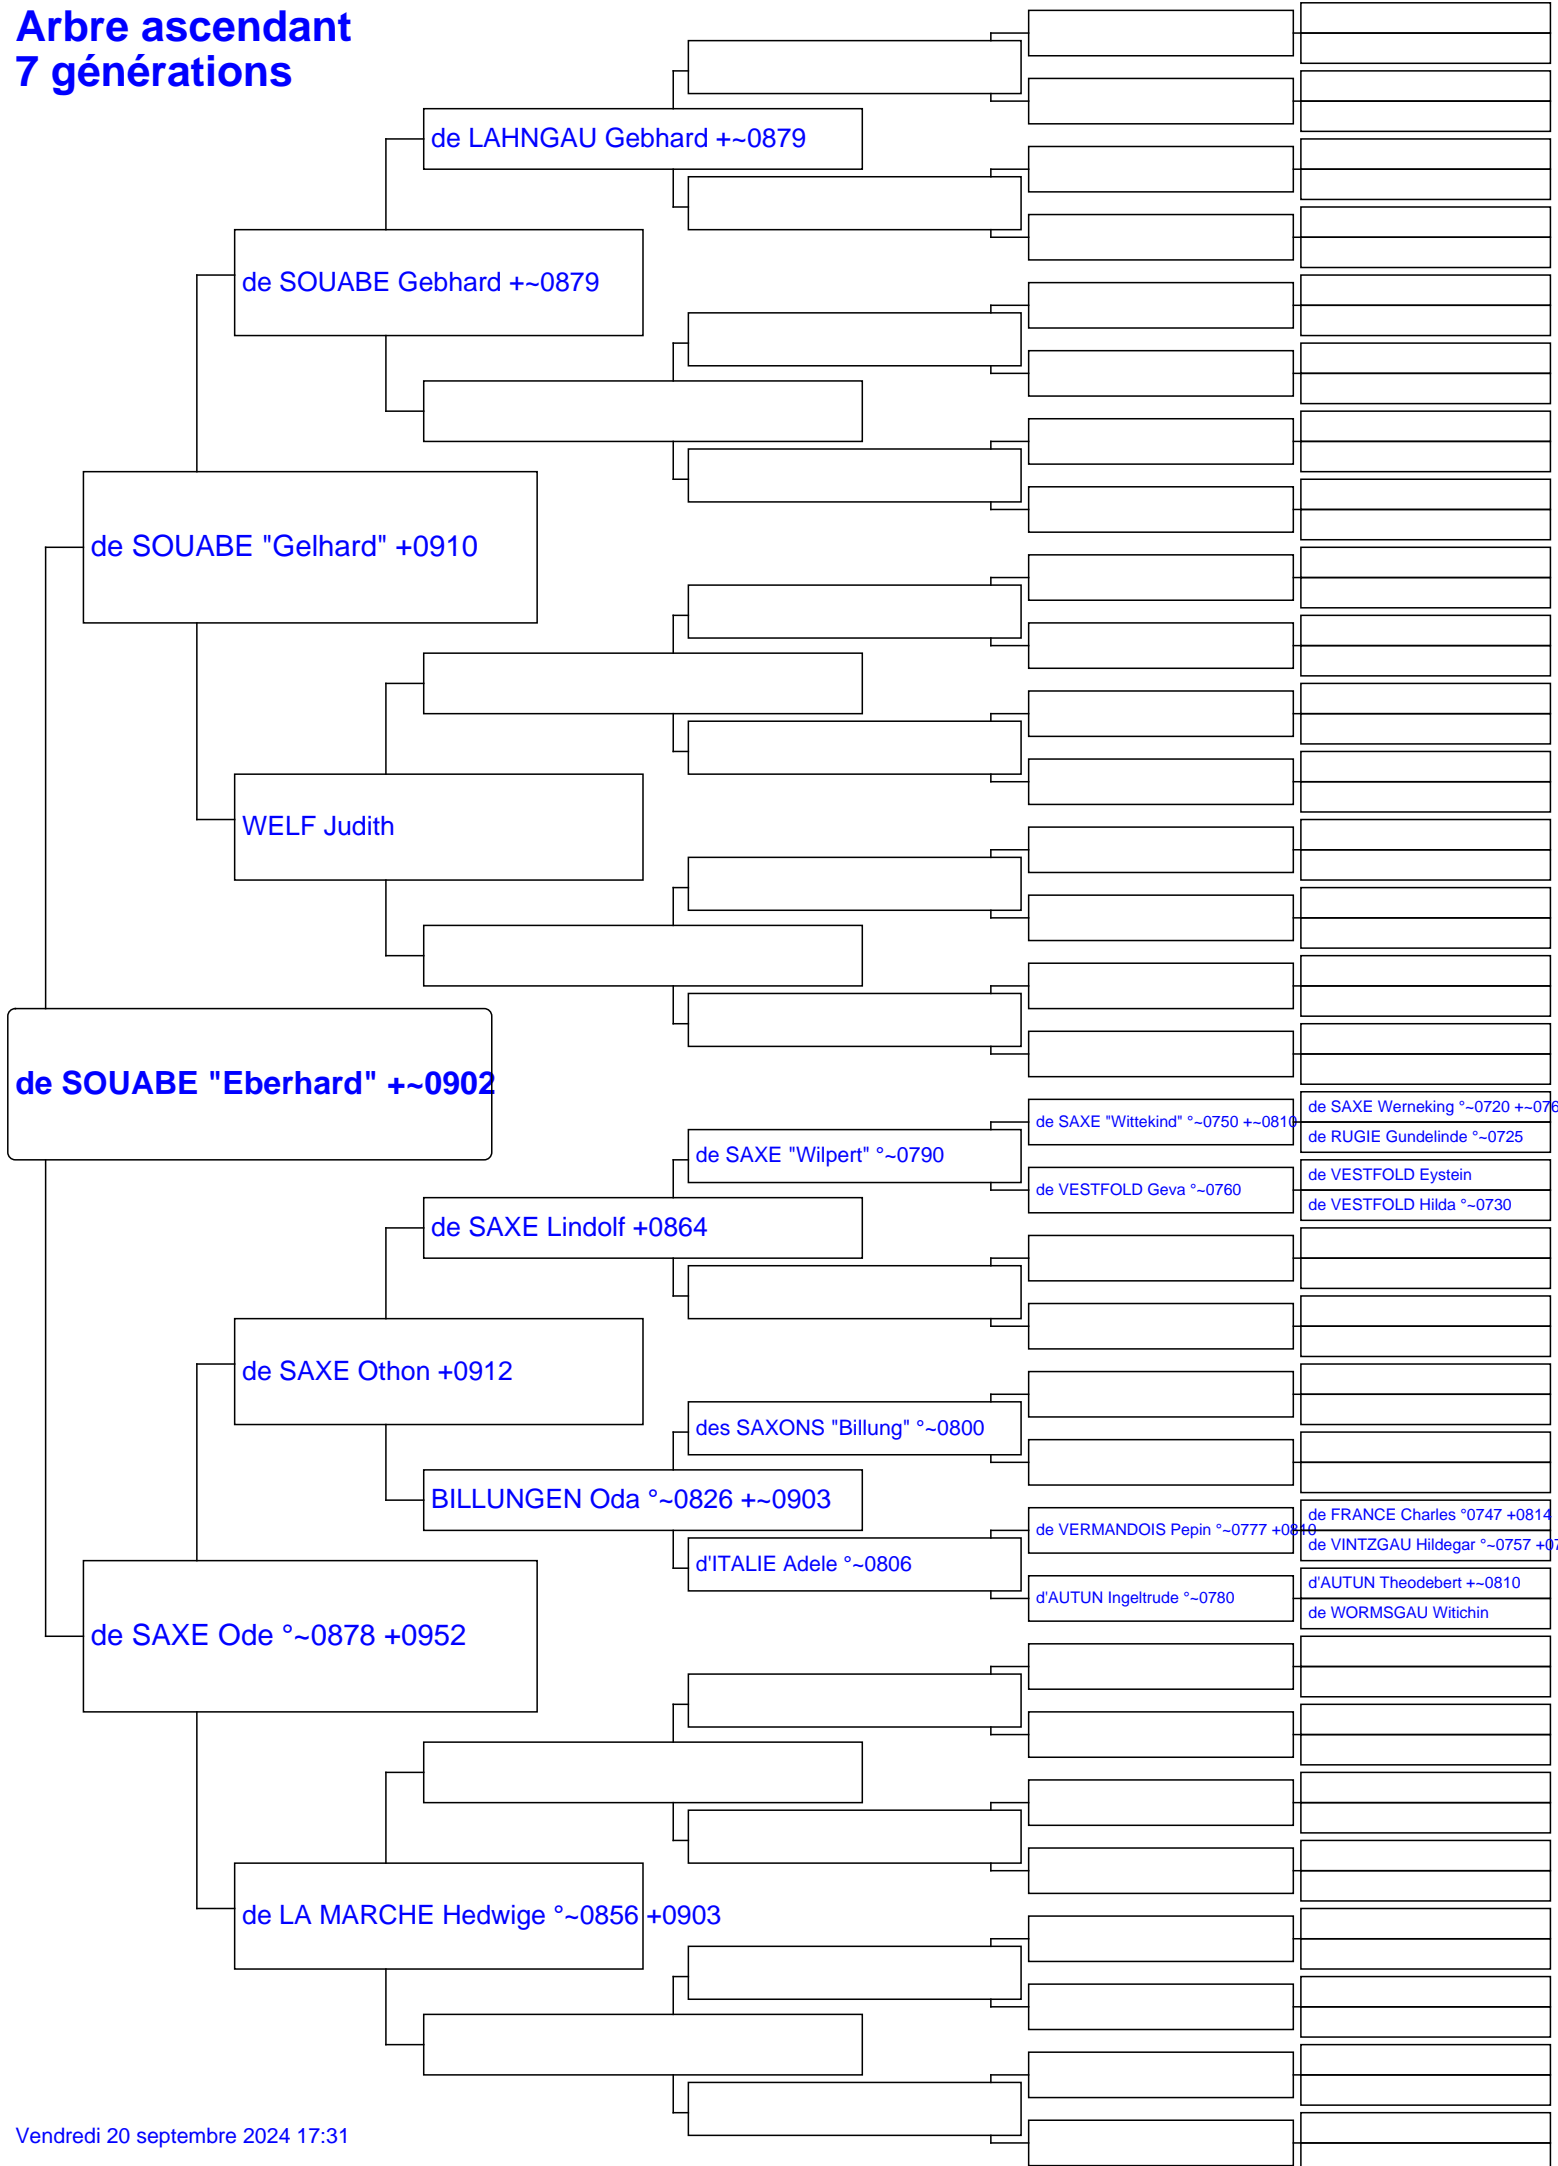 Arbre ascendant
7 générations
de LAHNGAU Gebhard +~0879
de SOUABE Gebhard +~0879
de SOUABE "Gelhard" +0910
WELF Judith
de SOUABE "Eberhard" +~0902
de SAXE "Wittekind" °~0750 +~0810
de SAXE Werneking °~0720 +~076
de RUGIE Gundelinde °~0725
de SAXE "Wilpert" °~0790
de VESTFOLD Geva °~0760
de VESTFOLD Eystein
de VESTFOLD Hilda °~0730
de SAXE Lindolf +0864
de SAXE Othon +0912
des SAXONS "Billung" °~0800
BILLUNGEN Oda °~0826 +~0903
de VERMANDOIS Pepin °~0777 +0810
de FRANCE Charles °0747 +0814
de VINTZGAU Hildegar °~0757 +07
d'ITALIE Adele °~0806
d'AUTUN Ingeltrude °~0780
d'AUTUN Theodebert +~0810
de WORMSGAU Witichin
de SAXE Ode °~0878 +0952
de LA MARCHE Hedwige °~0856 +0903
Vendredi 20 septembre 2024 17:31